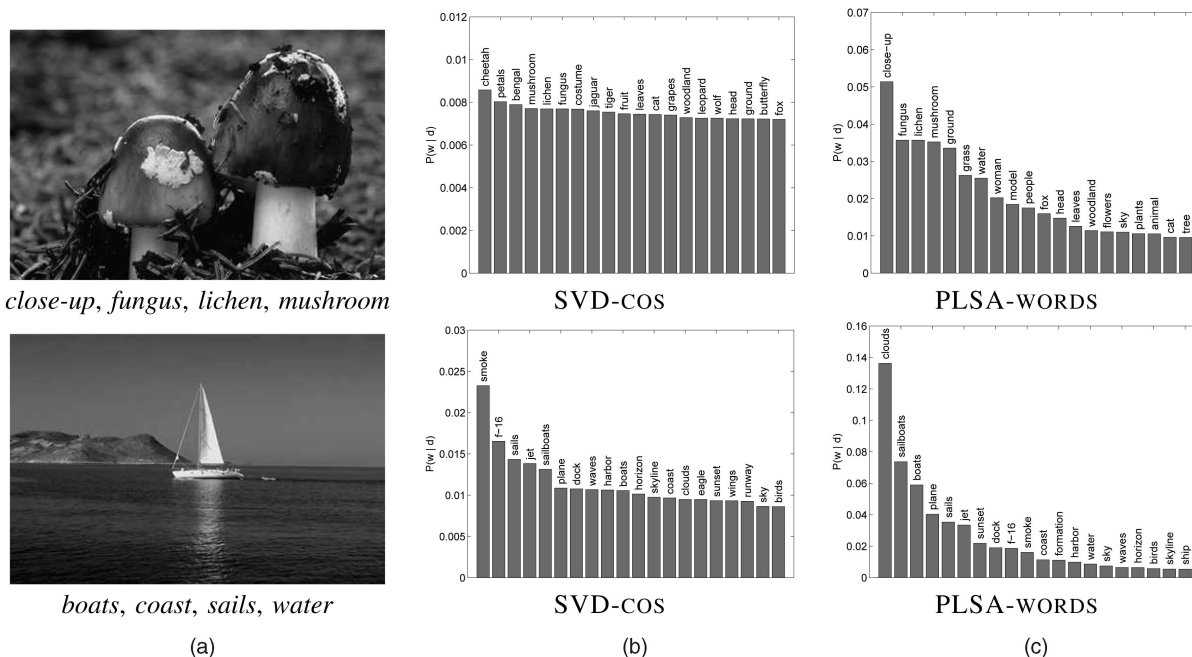 close-up, fungus, lichen, mushroom
boats, coast, sails, water
(a)
0.012
0.01
0.008
0.006
0.004
0.002
0
P(w | d)
cheetah
petals
bengal
mushroom
lichen
fungus
costume
jaguar
tiger
fruit
leaves
cat
grapes
woodland
leopard
wolf
head
ground
butterfly
fox
SVD-COS
0.03
0.025
0.02
0.015
0.01
0.005
0
P(w | d)
smoke
f-16
sails
jet
sailboats
plane
dock
waves
harbor
boats
horizon
skyline
coast
clouds
eagle
sunset
wings
runway
sky
birds
SVD-COS
(b)
0.07
0.06
0.05
0.04
0.03
0.02
0.01
0
P(w | d)
close-up
fungus
lichen
mushroom
ground
grass
water
woman
model
people
fox
head
leaves
woodland
flowers
sky
plants
animal
cat
tree
PLSA-WORDS
0.16
0.14
0.12
0.1
0.08
0.06
0.04
0.02
0
P(w | d)
clouds
sailboats
boats
plane
sails
jet
sunset
dock
f-16
smoke
coast
formation
harbor
water
sky
waves
horizon
birds
skyline
ship
PLSA-WORDS
(c)